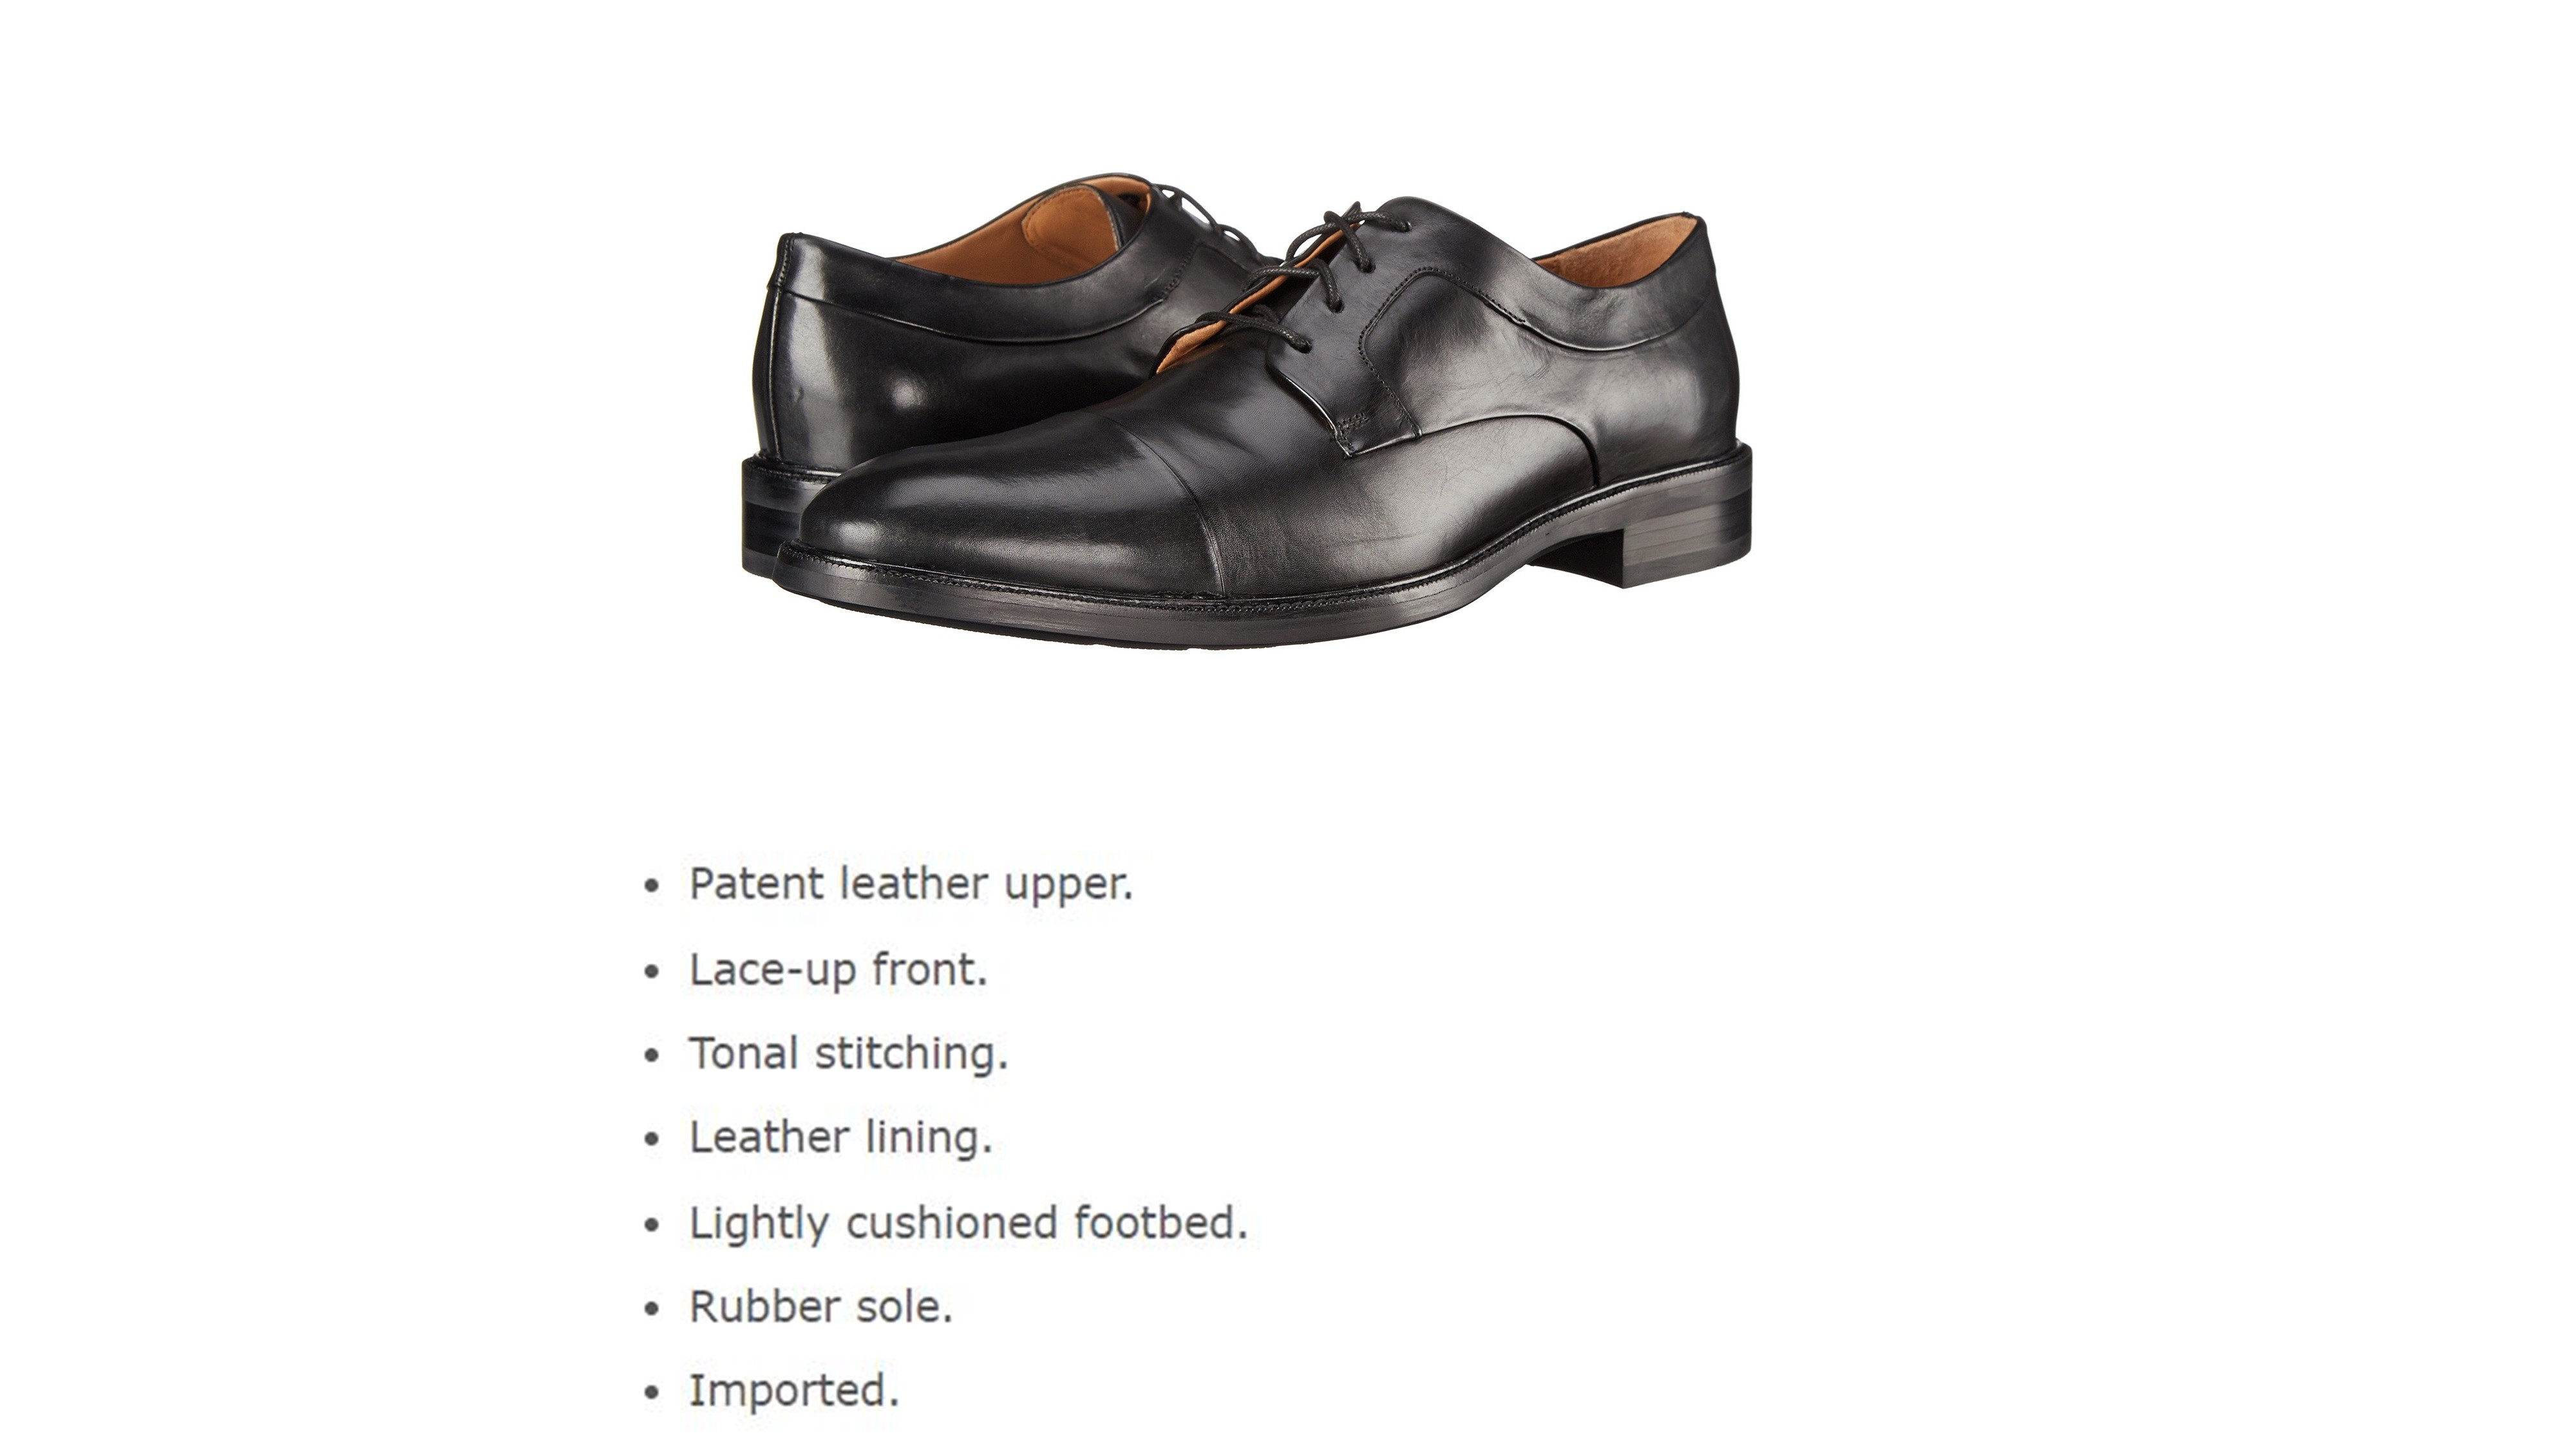 • Patent leather upper.
• Lace-up front.
• Tonal stitching.
• Leather lining.
• Lightly cushioned footbed.
• Rubber sole.
• Imported.